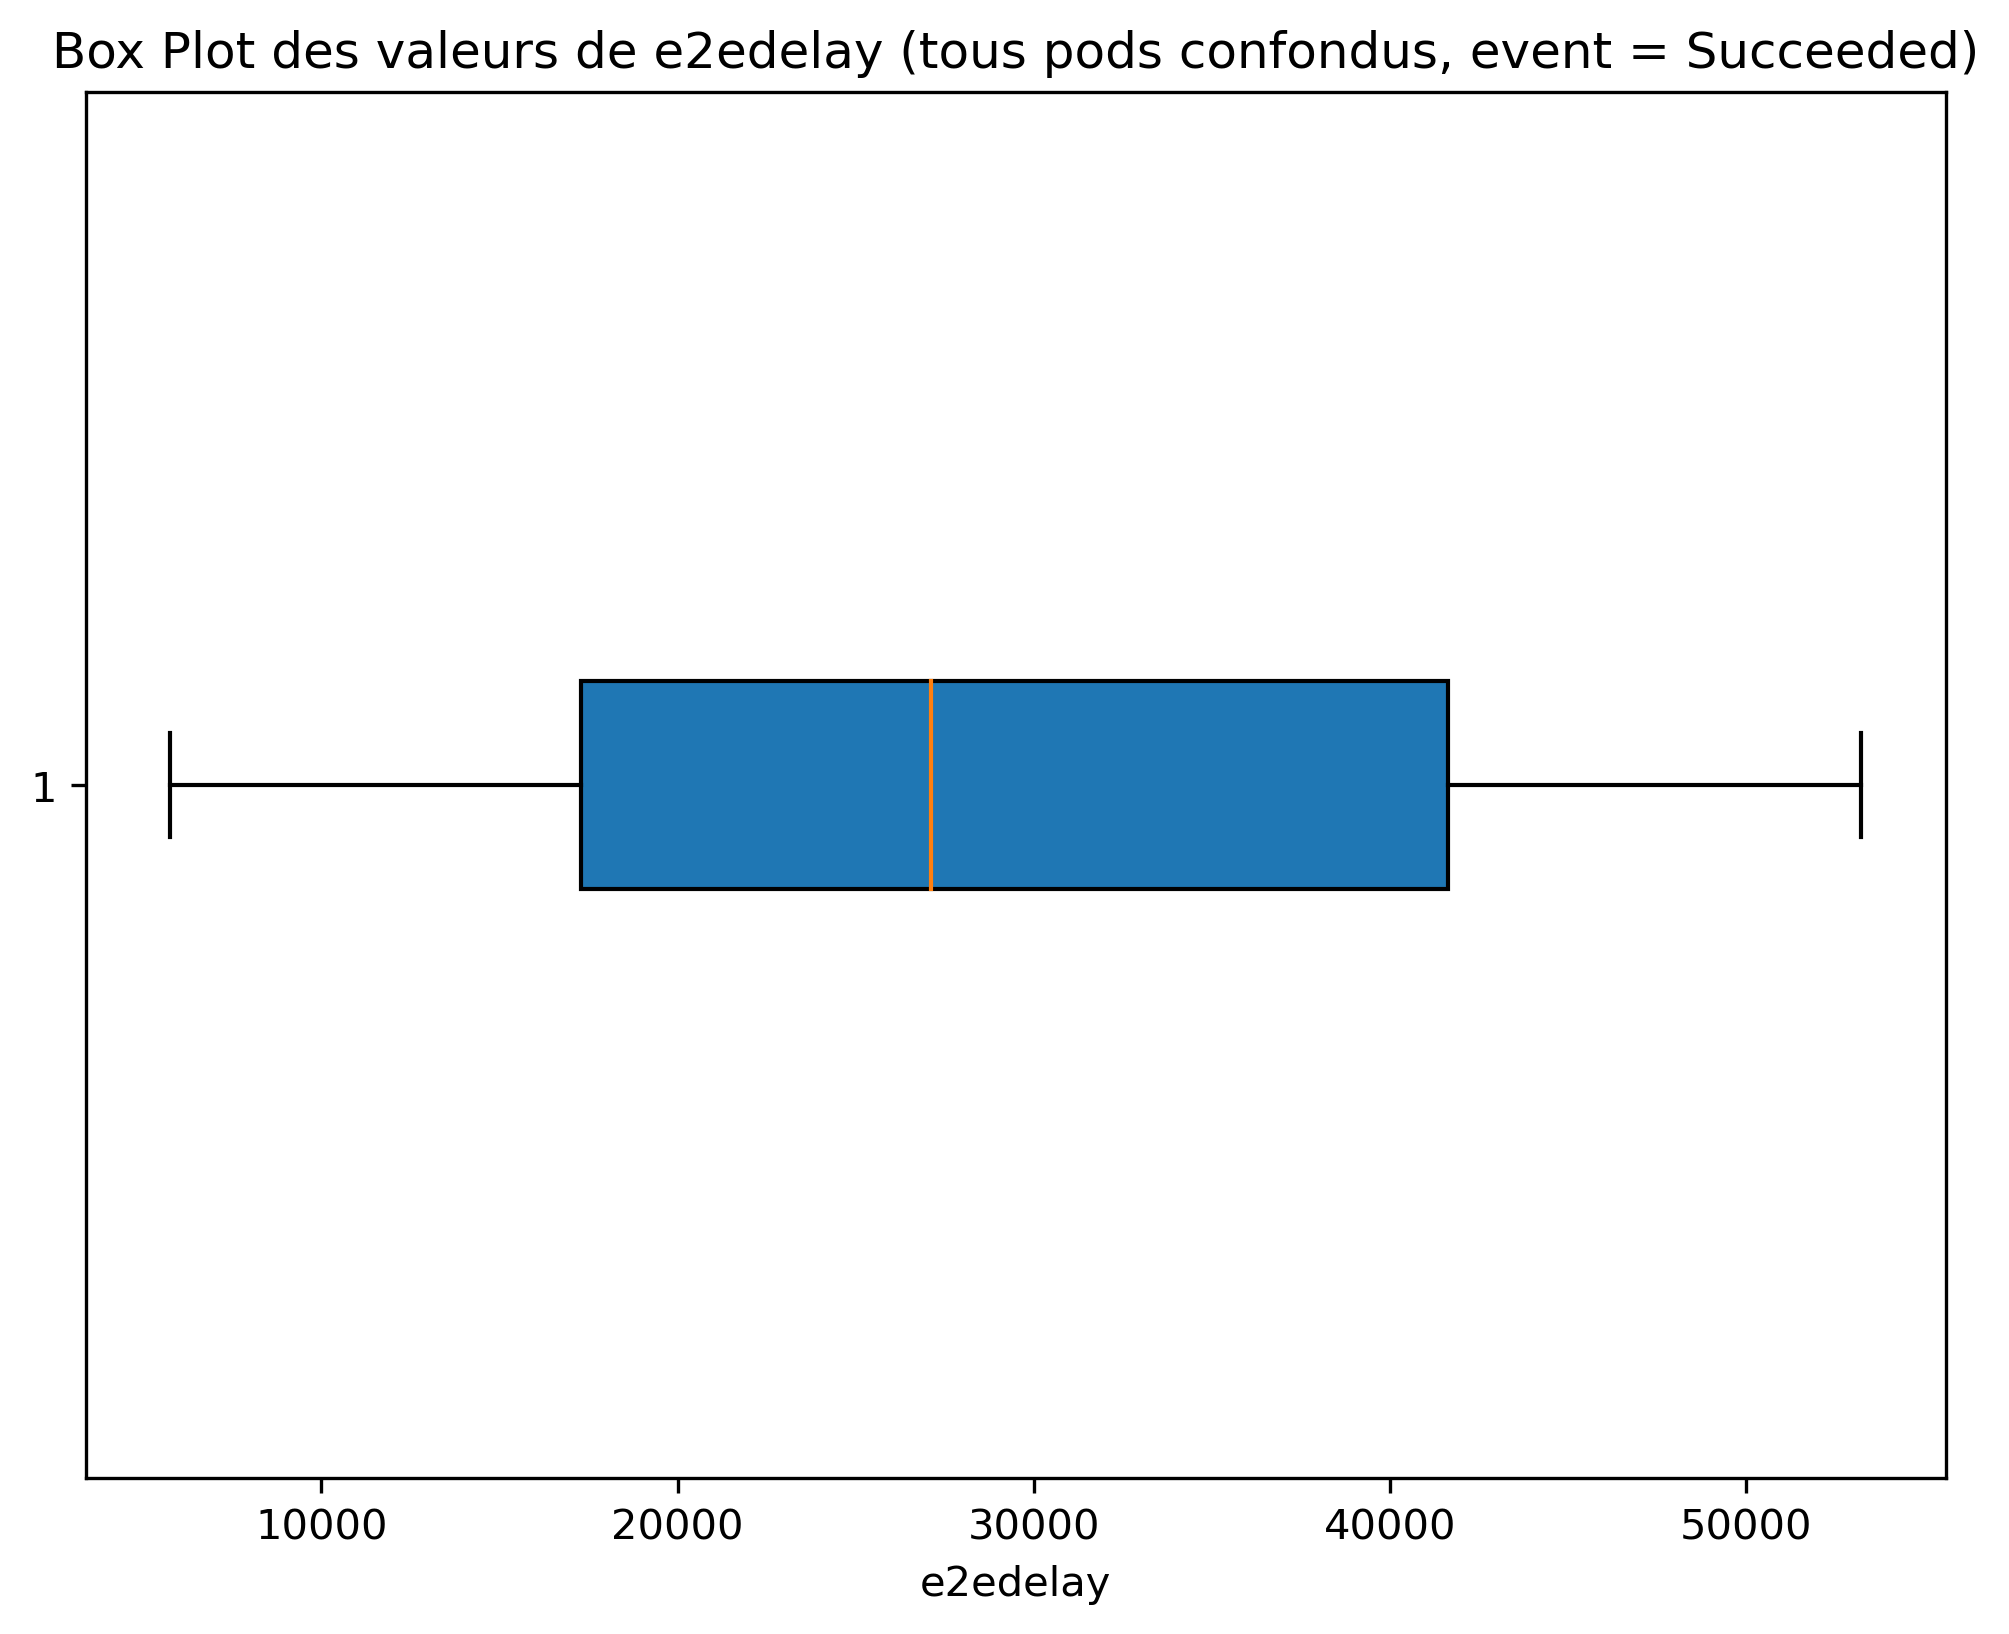 Box Plot des valeurs de e2edelay (tous pods confondus, event = Succeeded)
1
10000 20000 30000 40000 50000
e2edelay